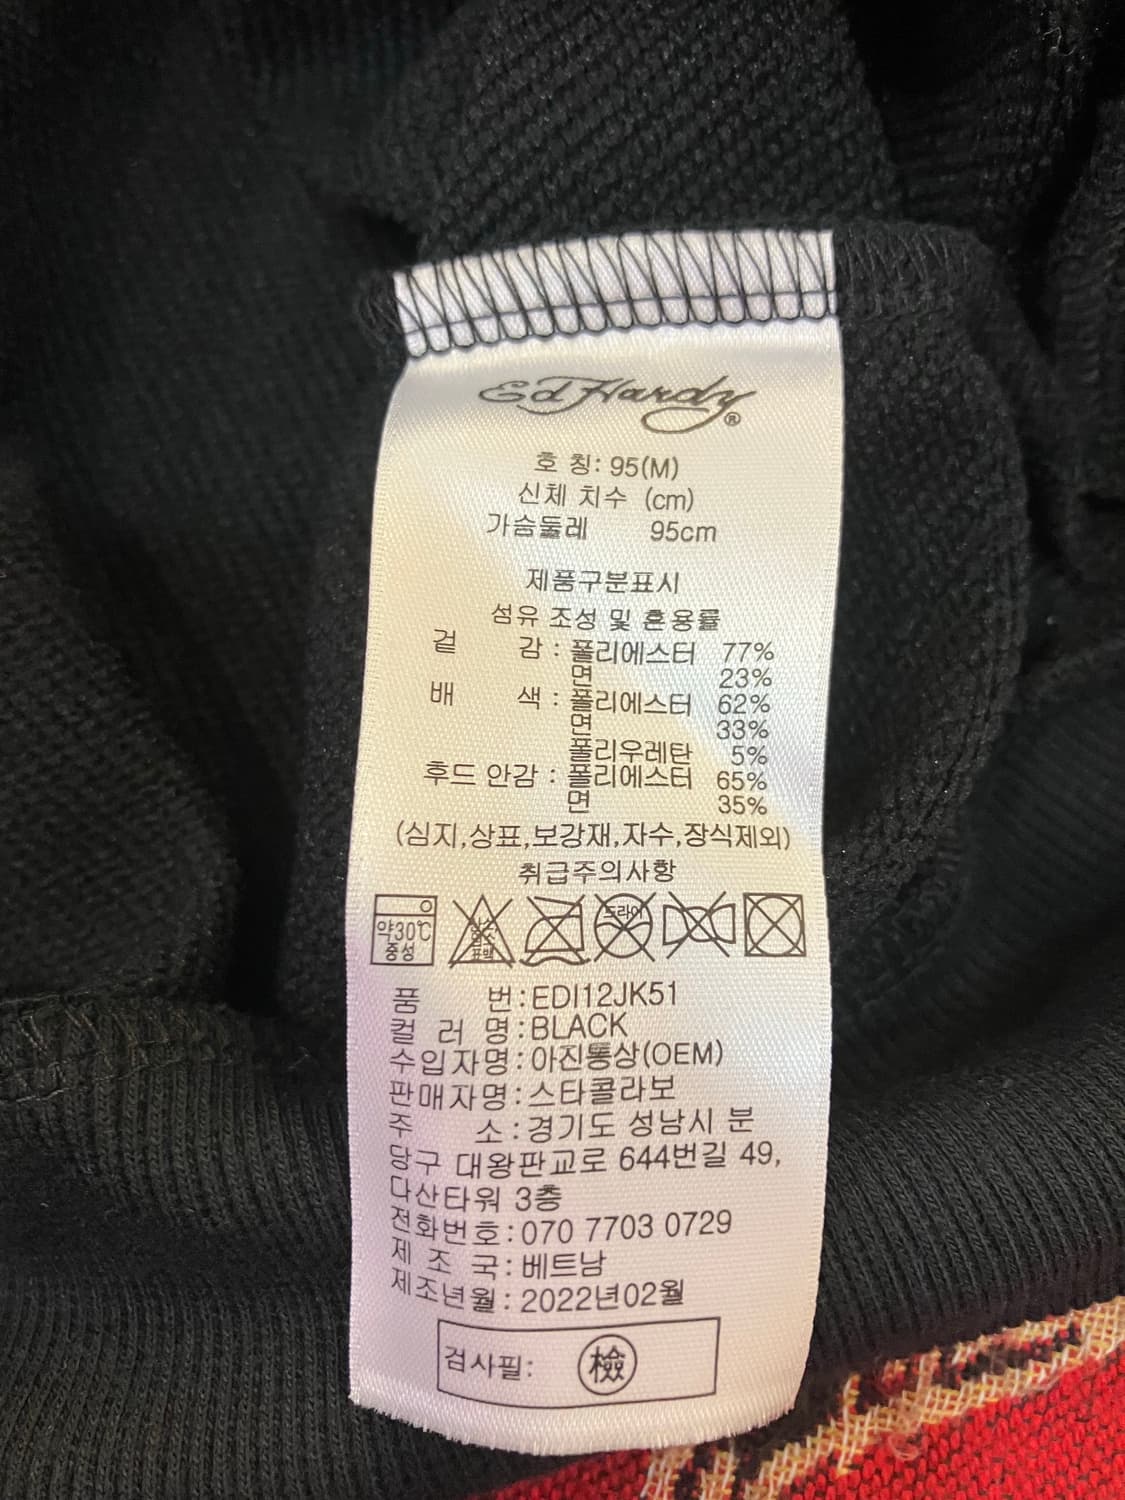 Ed Hardy®
호 칭: 95(M)
신체 치수 (cm)
가슴둘레 95cm
제품구분표시
섬유 조성 및 혼용률
겉 감 : 폴리에스터 77%
면 23%
배 색 : 폴리에스터 62%
면 33%
폴리우레탄 5%
후드 안감 : 폴리에스터 65%
면 35%
(심지,상표,보강재,자수,장식제외)
취급주의사항
약30℃
중성
드라이
품 번:EDI12JK51
컬 러 명:BLACK
수입자명:아진통상(OEM)
판매자명:스타콜라보
주 소:경기도 성남시 분
당구 대왕판교로 644번길 49,
다산타워 3층
전화번호:070 7703 0729
제 조 국:베트남
제조년월:2022년02월
검사필: 檢